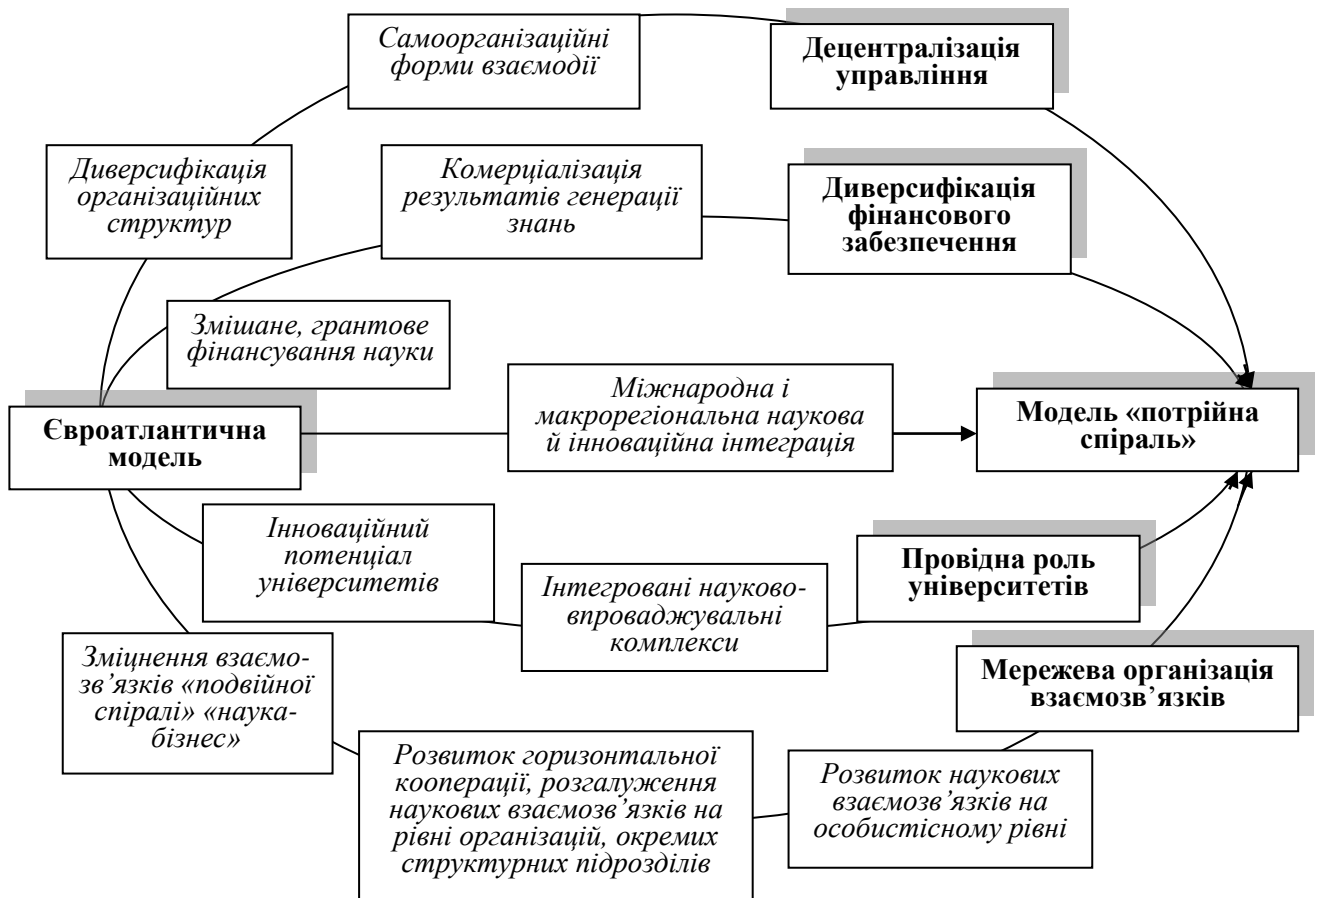 Самоорганізаційні
форми взаємодії
Децентралізація
управління
Диверсифікація
організаційних
структур
Комерціалізація
результатів генерації
знань
Диверсифікація
фінансового
забезпечення
Змішане, грантове
фінансування науки
Євроатлантична
модель
Міжнародна і
макрорегіональна наукова
й інноваційна інтеграція
Модель «потрійна
спіраль»
Інноваційний
потенціал
університетів
Інтегровані науково-
впроваджувальні
комплекси
Провідна роль
університетів
Зміцнення взаємо-
зв’язків «подвійної
спіралі» «наука-
бізнес»
Мережева організація
взаємозв’язків
Розвиток горизонтальної
кооперації, розгалуження
наукових взаємозв’язків на
рівні організацій, окремих
структурних підрозділів
Розвиток наукових
взаємозв’язків на
особистісному рівні